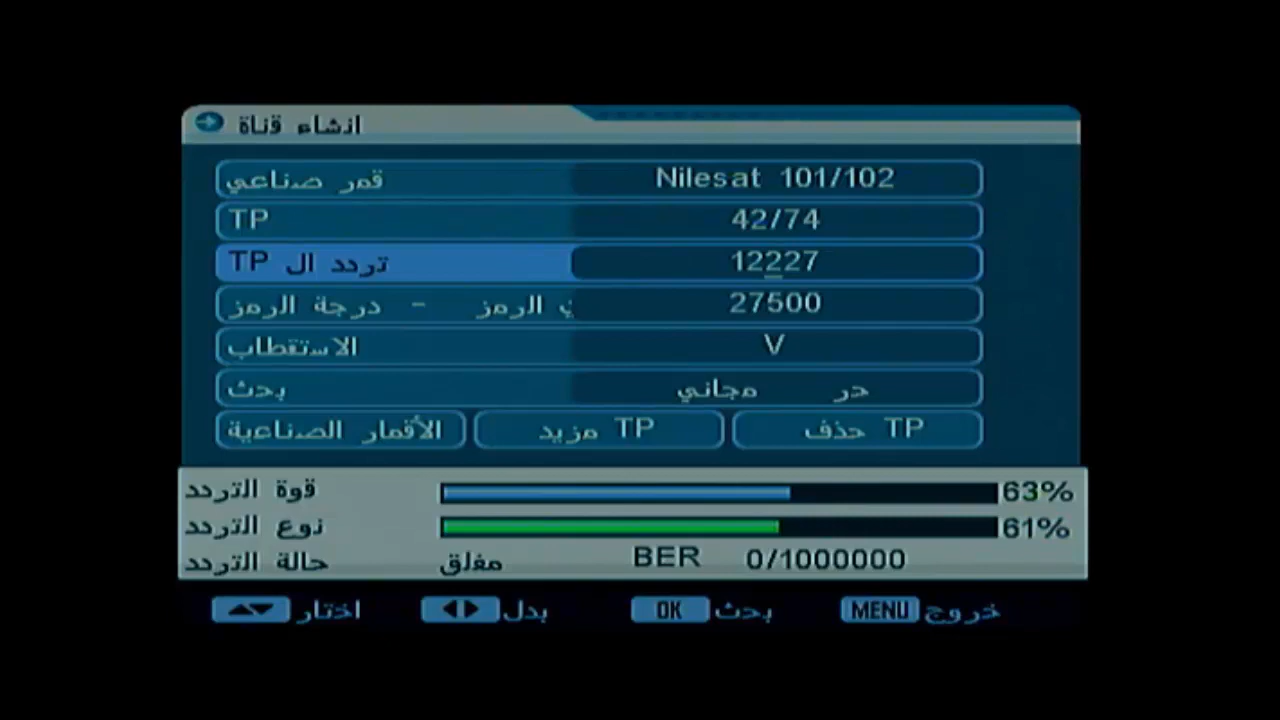 انشاء قناة
قمر صناعي Nilesat 101/102
TP 42/74
تردد ال TP 12227
درجة الرمز - ي الرمز 27500
الاستقطاب V
بحث مجاني حر
الأقمار الصناعية مزيد TP حذف TP
قوة التردد 63%
نوع التردد 61%
حالة التردد مغلق BER 0/1000000
اختار بدل OK بحث MENU خروج